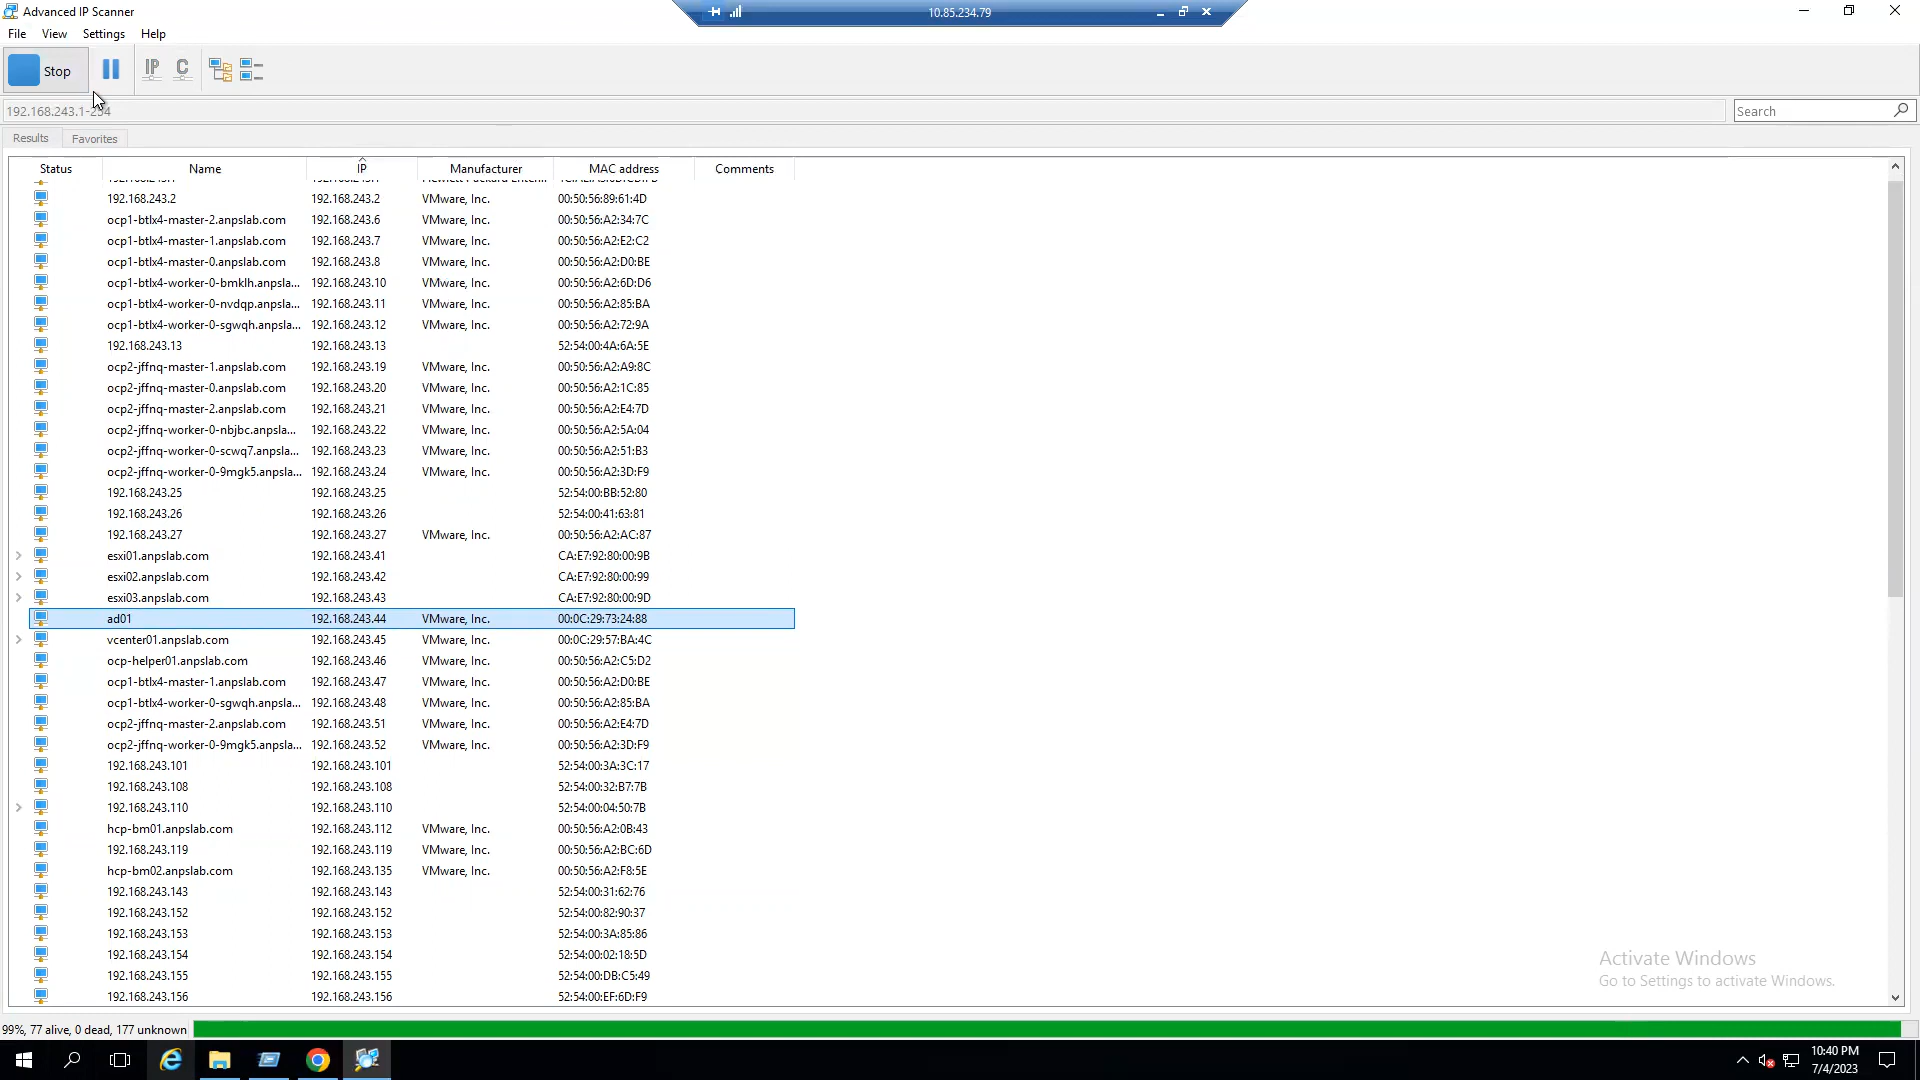 Advanced IP Scanner
10.85.234.79
File View Settings Help
Stop IP C
192.168.243.1-254
Search
Results Favorites
Status Name IP Manufacturer MAC address Comments
192.168.243.2 192.168.243.2 VMware, Inc. 00:50:56:89:61:4D
ocp1-btlx4-master-2.anpslab.com 192.168.243.6 VMware, Inc. 00:50:56:A2:34:7C
ocp1-btlx4-master-1.anpslab.com 192.168.243.7 VMware, Inc. 00:50:56:A2:E2:C2
ocp1-btlx4-master-0.anpslab.com 192.168.243.8 VMware, Inc. 00:50:56:A2:D0:BE
ocp1-btlx4-worker-0-bmklh.anpsla... 192.168.243.10 VMware, Inc. 00:50:56:A2:6D:D6
ocp1-btlx4-worker-0-nvdqp.anpsla... 192.168.243.11 VMware, Inc. 00:50:56:A2:85:BA
ocp1-btlx4-worker-0-sgwqh.anpsla... 192.168.243.12 VMware, Inc. 00:50:56:A2:72:9A
192.168.243.13 192.168.243.13 52:54:00:4A:6A:5E
ocp2-jffnq-master-1.anpslab.com 192.168.243.19 VMware, Inc. 00:50:56:A2:A9:8C
ocp2-jffnq-master-0.anpslab.com 192.168.243.20 VMware, Inc. 00:50:56:A2:1C:85
ocp2-jffnq-master-2.anpslab.com 192.168.243.21 VMware, Inc. 00:50:56:A2:E4:7D
ocp2-jffnq-worker-0-nbjbc.anpsla... 192.168.243.22 VMware, Inc. 00:50:56:A2:5A:04
ocp2-jffnq-worker-0-scwq7.anpsla... 192.168.243.23 VMware, Inc. 00:50:56:A2:51:B3
ocp2-jffnq-worker-0-9mgk5.anpsla... 192.168.243.24 VMware, Inc. 00:50:56:A2:3D:F9
192.168.243.25 192.168.243.25 52:54:00:BB:52:80
192.168.243.26 192.168.243.26 52:54:00:41:63:81
192.168.243.27 192.168.243.27 VMware, Inc. 00:50:56:A2:AC:87
esxi01.anpslab.com 192.168.243.41 CA:E7:92:80:00:9B
esxi02.anpslab.com 192.168.243.42 CA:E7:92:80:00:99
esxi03.anpslab.com 192.168.243.43 CA:E7:92:80:00:9D
ad01 192.168.243.44 VMware, Inc. 00:0C:29:73:24:88
vcenter01.anpslab.com 192.168.243.45 VMware, Inc. 00:0C:29:57:BA:4C
ocp-helper01.anpslab.com 192.168.243.46 VMware, Inc. 00:50:56:A2:C5:D2
ocp1-btlx4-master-1.anpslab.com 192.168.243.47 VMware, Inc. 00:50:56:A2:D0:BE
ocp1-btlx4-worker-0-sgwqh.anpsla... 192.168.243.48 VMware, Inc. 00:50:56:A2:85:BA
ocp2-jffnq-master-2.anpslab.com 192.168.243.51 VMware, Inc. 00:50:56:A2:E4:7D
ocp2-jffnq-worker-0-9mgk5.anpsla... 192.168.243.52 VMware, Inc. 00:50:56:A2:3D:F9
192.168.243.101 192.168.243.101 52:54:00:3A:3C:17
192.168.243.108 192.168.243.108 52:54:00:32:B7:7B
192.168.243.110 192.168.243.110 52:54:00:04:50:7B
hcp-bm01.anpslab.com 192.168.243.112 VMware, Inc. 00:50:56:A2:0B:43
192.168.243.119 192.168.243.119 VMware, Inc. 00:50:56:A2:BC:6D
hcp-bm02.anpslab.com 192.168.243.135 VMware, Inc. 00:50:56:A2:F8:5E
192.168.243.143 192.168.243.143 52:54:00:31:62:76
192.168.243.152 192.168.243.152 52:54:00:82:90:37
192.168.243.153 192.168.243.153 52:54:00:3A:85:86
192.168.243.154 192.168.243.154 52:54:00:02:18:5D
192.168.243.155 192.168.243.155 52:54:00:DB:C5:49
192.168.243.156 192.168.243.156 52:54:00:EF:6D:F9
Activate Windows
Go to Settings to activate Windows.
99%, 77 alive, 0 dead, 177 unknown
10:40 PM
7/4/2023